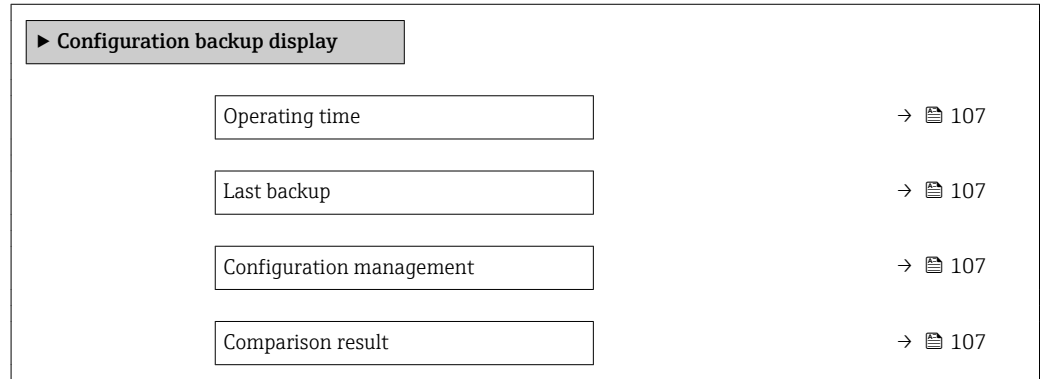 ▶ Configuration backup display
Operating time → 🖹 107
Last backup → 🖹 107
Configuration management → 🖹 107
Comparison result → 🖹 107